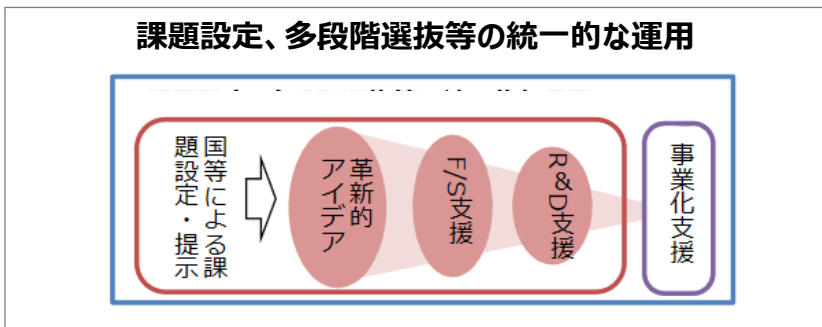 課題設定、多段階選抜等の統一的な運用
国等による課
題設定・提示
革新的
アイデア
F/S支援
R&D支援
事業化支援